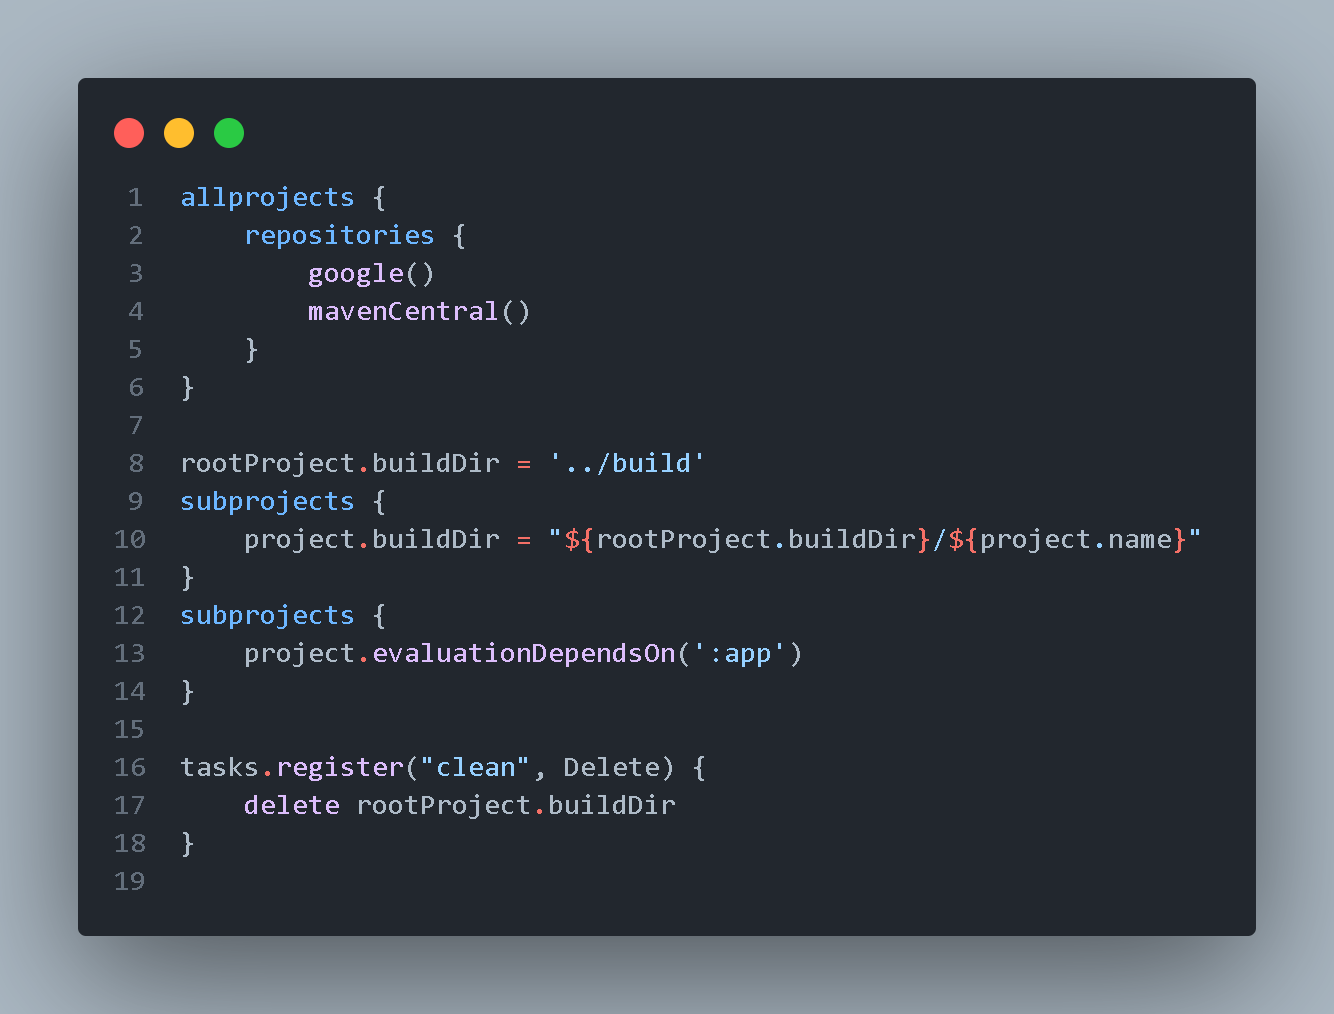 1 allprojects {
2     repositories {
3         google()
4         mavenCentral()
5     }
6 }
7
8 rootProject.buildDir = '../build'
9 subprojects {
10     project.buildDir = "${rootProject.buildDir}/${project.name}"
11 }
12 subprojects {
13     project.evaluationDependsOn(':app')
14 }
15
16 tasks.register("clean", Delete) {
17     delete rootProject.buildDir
18 }
19